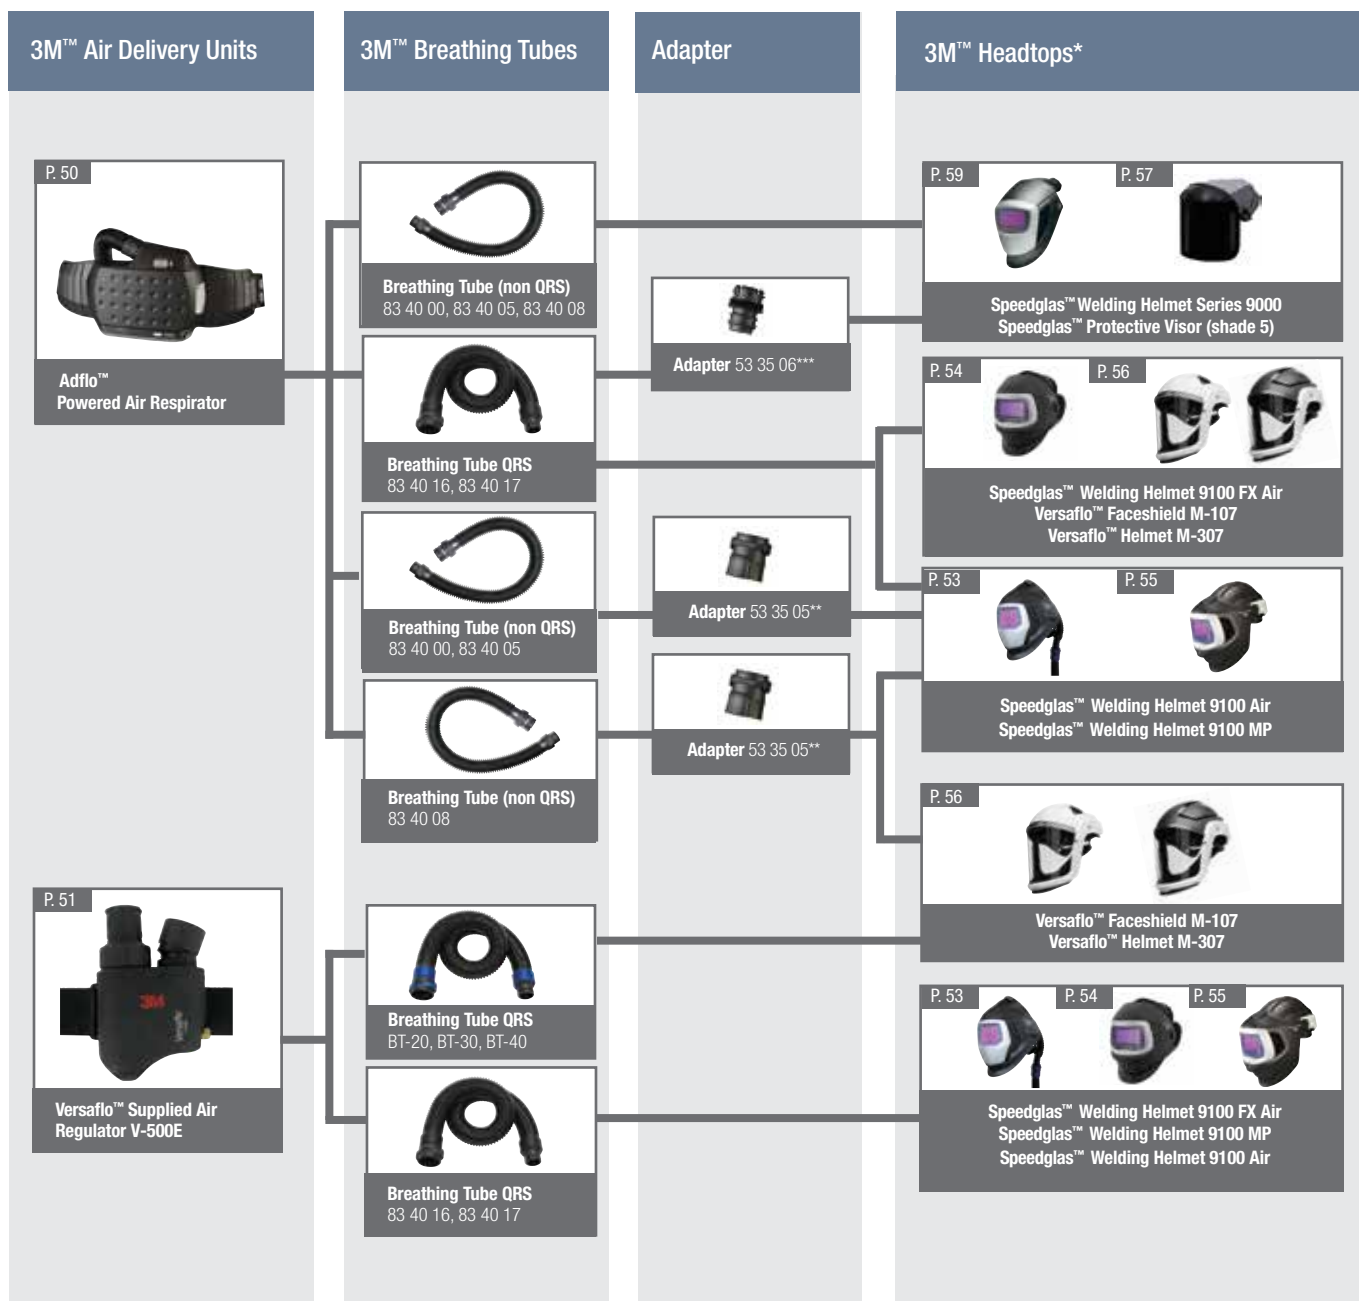 3M™ Air Delivery Units
3M™ Breathing Tubes
Adapter
3M™ Headtops*
P. 50
Adflo™
Powered Air Respirator
Breathing Tube (non QRS)
83 40 00, 83 40 05, 83 40 08
Breathing Tube QRS
83 40 16, 83 40 17
Breathing Tube (non QRS)
83 40 00, 83 40 05
Breathing Tube (non QRS)
83 40 08
Adapter 53 35 06***
Adapter 53 35 05**
Adapter 53 35 05**
P. 59
P. 57
Speedglas™ Welding Helmet Series 9000
Speedglas™ Protective Visor (shade 5)
P. 54
P. 56
Speedglas™ Welding Helmet 9100 FX Air
Versaflo™ Faceshield M-107
Versaflo™ Helmet M-307
P. 53
P. 55
Speedglas™ Welding Helmet 9100 Air
Speedglas™ Welding Helmet 9100 MP
P. 56
Versaflo™ Faceshield M-107
Versaflo™ Helmet M-307
P. 51
3M
Versaflo
Versaflo™ Supplied Air
Regulator V-500E
Breathing Tube QRS
BT-20, BT-30, BT-40
Breathing Tube QRS
83 40 16, 83 40 17
P. 53
P. 54
P. 55
Speedglas™ Welding Helmet 9100 FX Air
Speedglas™ Welding Helmet 9100 MP
Speedglas™ Welding Helmet 9100 Air